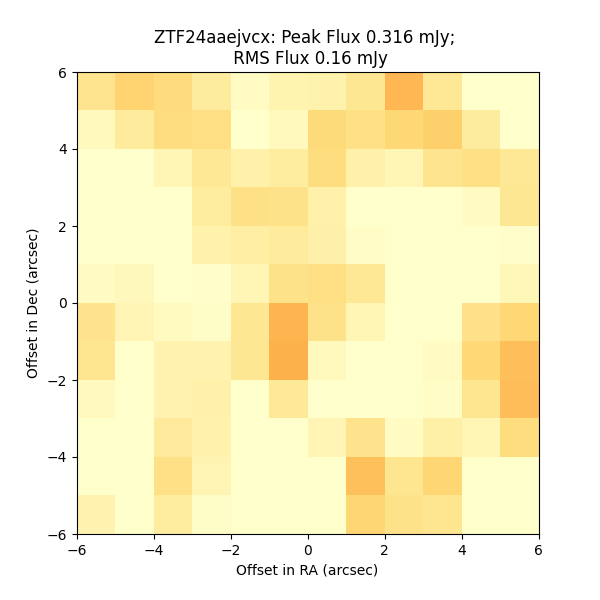 ZTF24aaejvcx: Peak Flux 0.316 mJy;
RMS Flux 0.16 mJy
6
4
2
0
−2
−4
−6
Offset in Dec (arcsec)
−6 −4 −2 0 2 4 6
Offset in RA (arcsec)